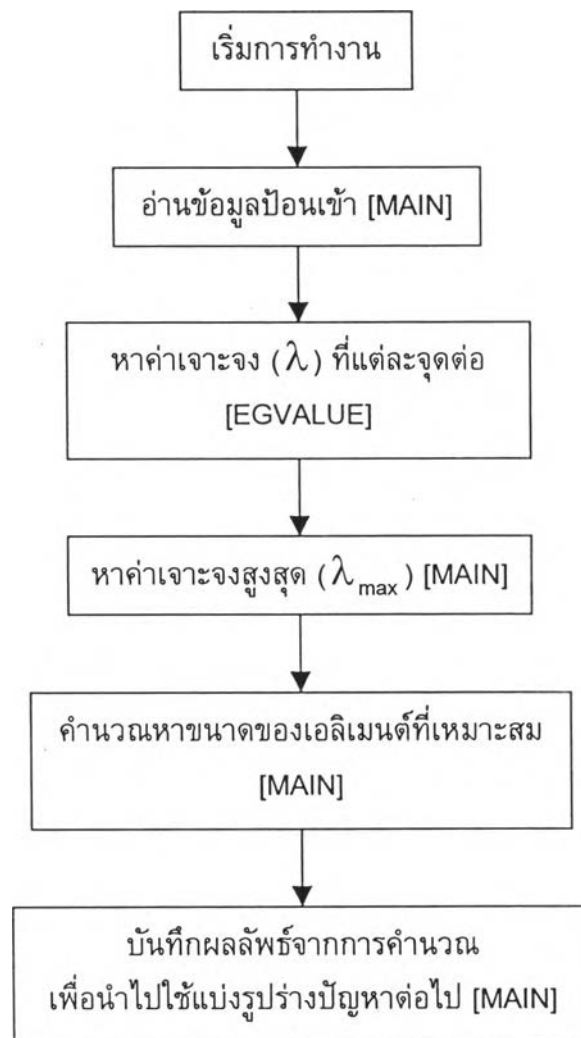 เริ่มการทำงาน
อ่านข้อมูลป้อนเข้า [MAIN]
หาค่าเจาะจง (λ) ที่แต่ละจุดต่อ
[EGVALUE]
หาค่าเจาะจงสูงสุด (λmax) [MAIN]
คำนวณหาขนาดของเอลิเมนต์ที่เหมาะสม
[MAIN]
บันทึกผลลัพธ์จากการคำนวณ
เพื่อนำไปใช้แบ่งรูปร่างปัญหาต่อไป [MAIN]